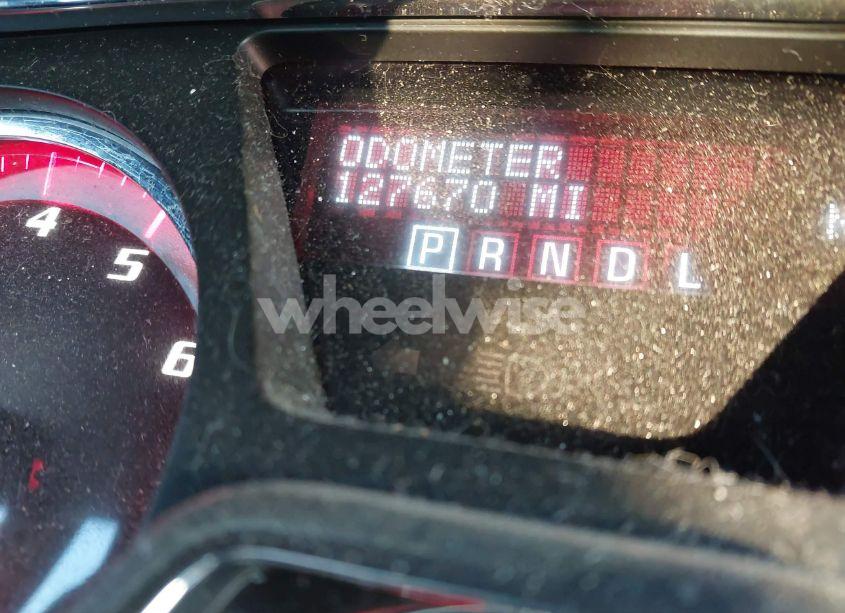 ODOMETER
127670 MI
P R N D L
4
5
6
wheelwise